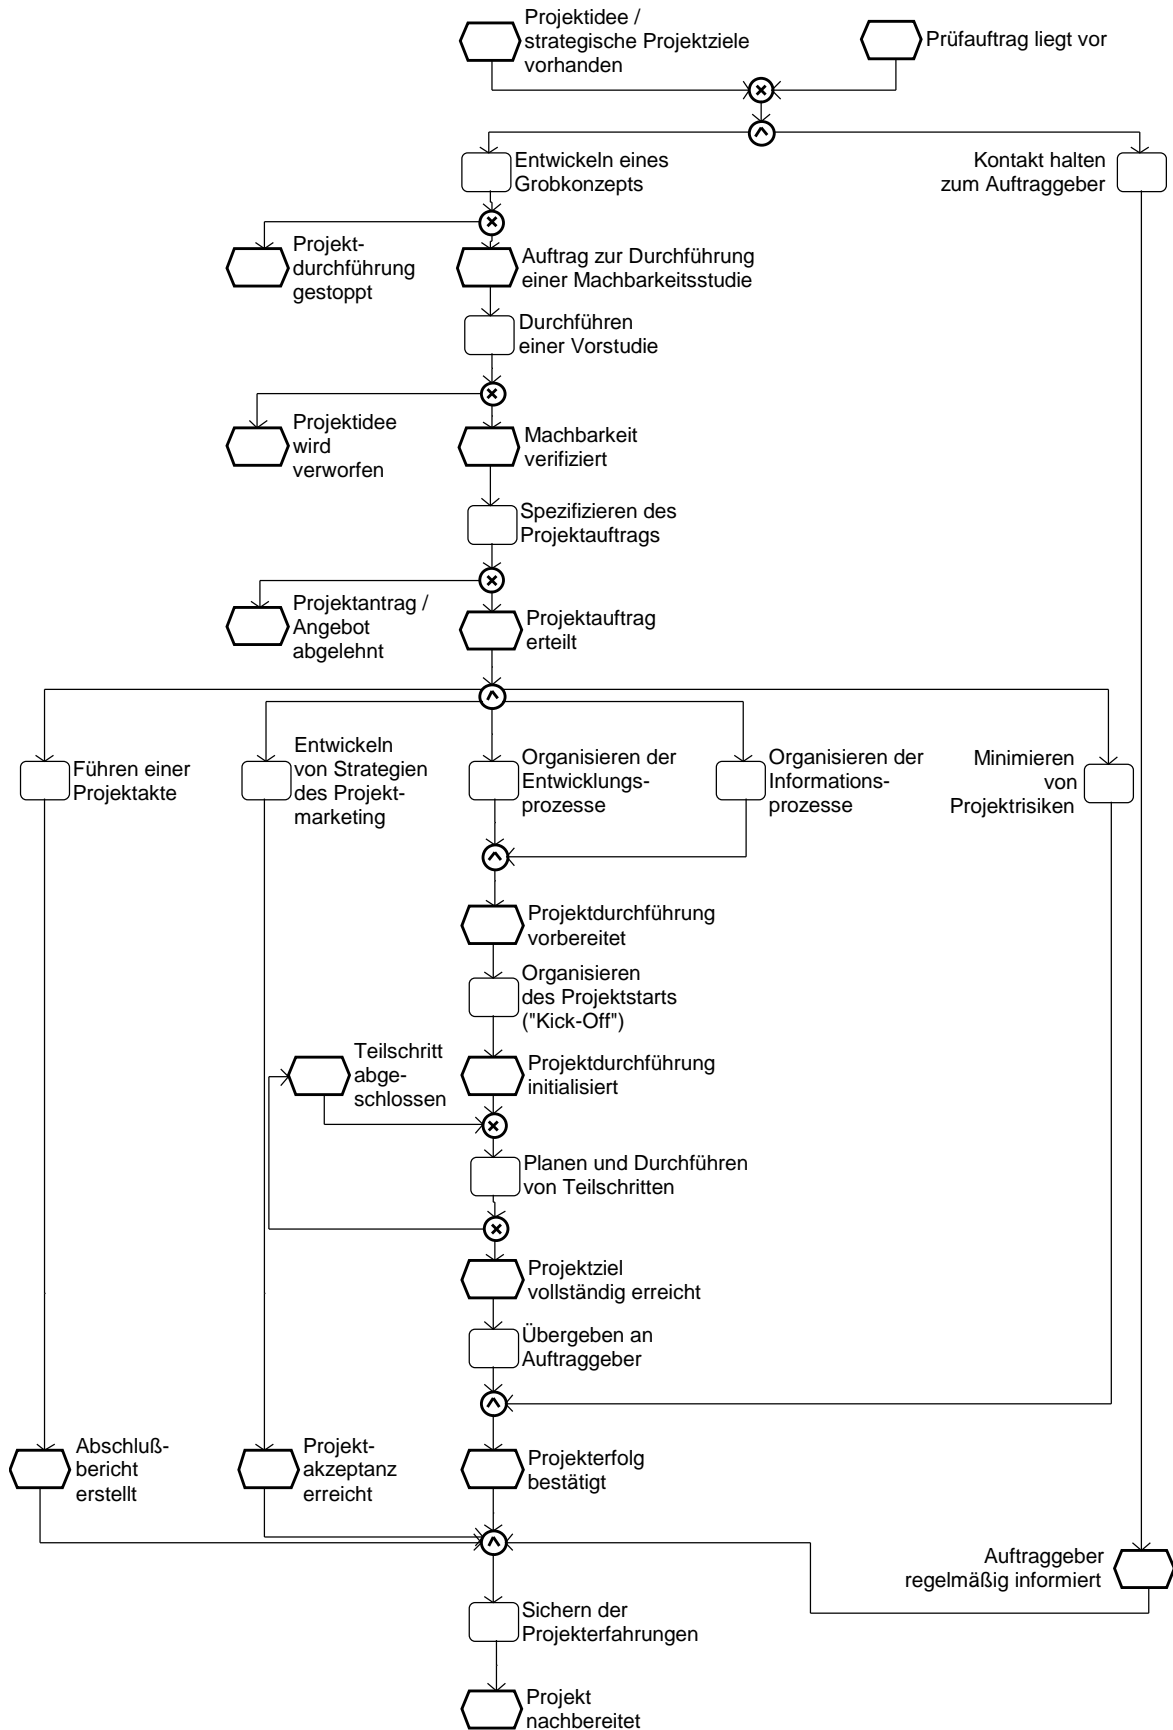 Projektidee /
strategische Projektziele
vorhanden
Prüfauftrag liegt vor
Entwickeln eines
Grobkonzepts
Kontakt halten
zum Auftraggeber
Projekt-
durchführung
gestoppt
Auftrag zur Durchführung
einer Machbarkeitsstudie
Durchführen
einer Vorstudie
Projektidee
wird
verworfen
Machbarkeit
verifiziert
Spezifizieren des
Projektauftrags
Projektantrag /
Angebot
abgelehnt
Projektauftrag
erteilt
Führen einer
Projektakte
Entwickeln
von Strategien
des Projekt-
marketing
Organisieren der
Entwicklungs-
prozesse
Organisieren der
Informations-
prozesse
Minimieren
von
Projektrisiken
Projektdurchführung
vorbereitet
Organisieren
des Projektstarts
("Kick-Off")
Teilschritt
abge-
schlossen
Projektdurchführung
initialisiert
Planen und Durchführen
von Teilschritten
Projektziel
vollständig erreicht
Übergeben an
Auftraggeber
Abschluß-
bericht
erstellt
Projekt-
akzeptanz
erreicht
Projekterfolg
bestätigt
Auftraggeber
regelmäßig informiert
Sichern der
Projekterfahrungen
Projekt
nachbereitet